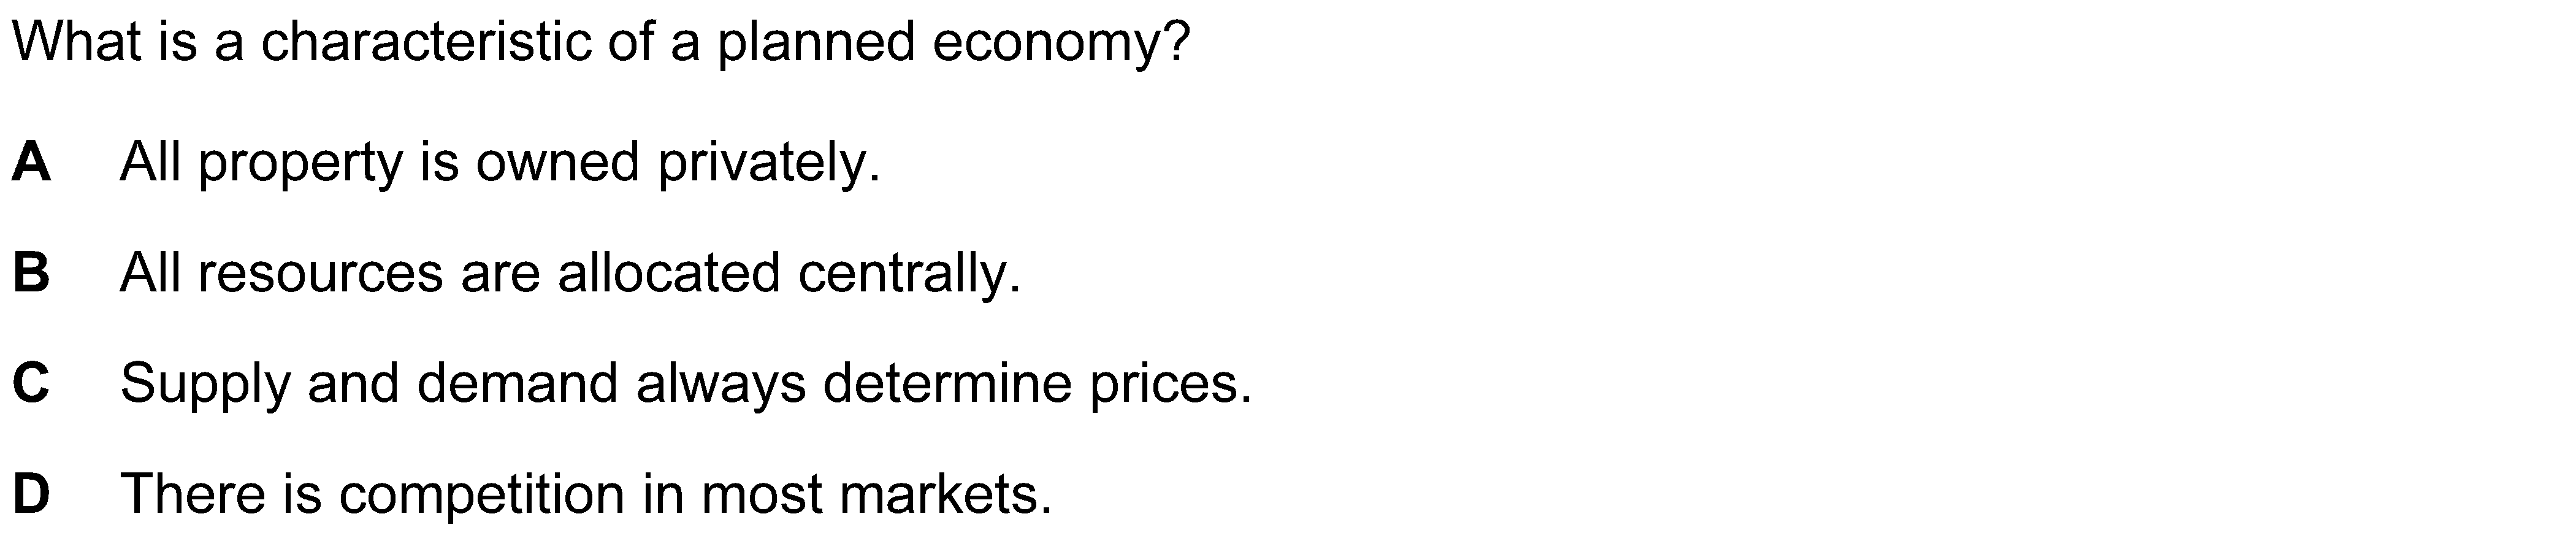 What is a characteristic of a planned economy?
A All property is owned privately.
B All resources are allocated centrally.
C Supply and demand always determine prices.
D There is competition in most markets.